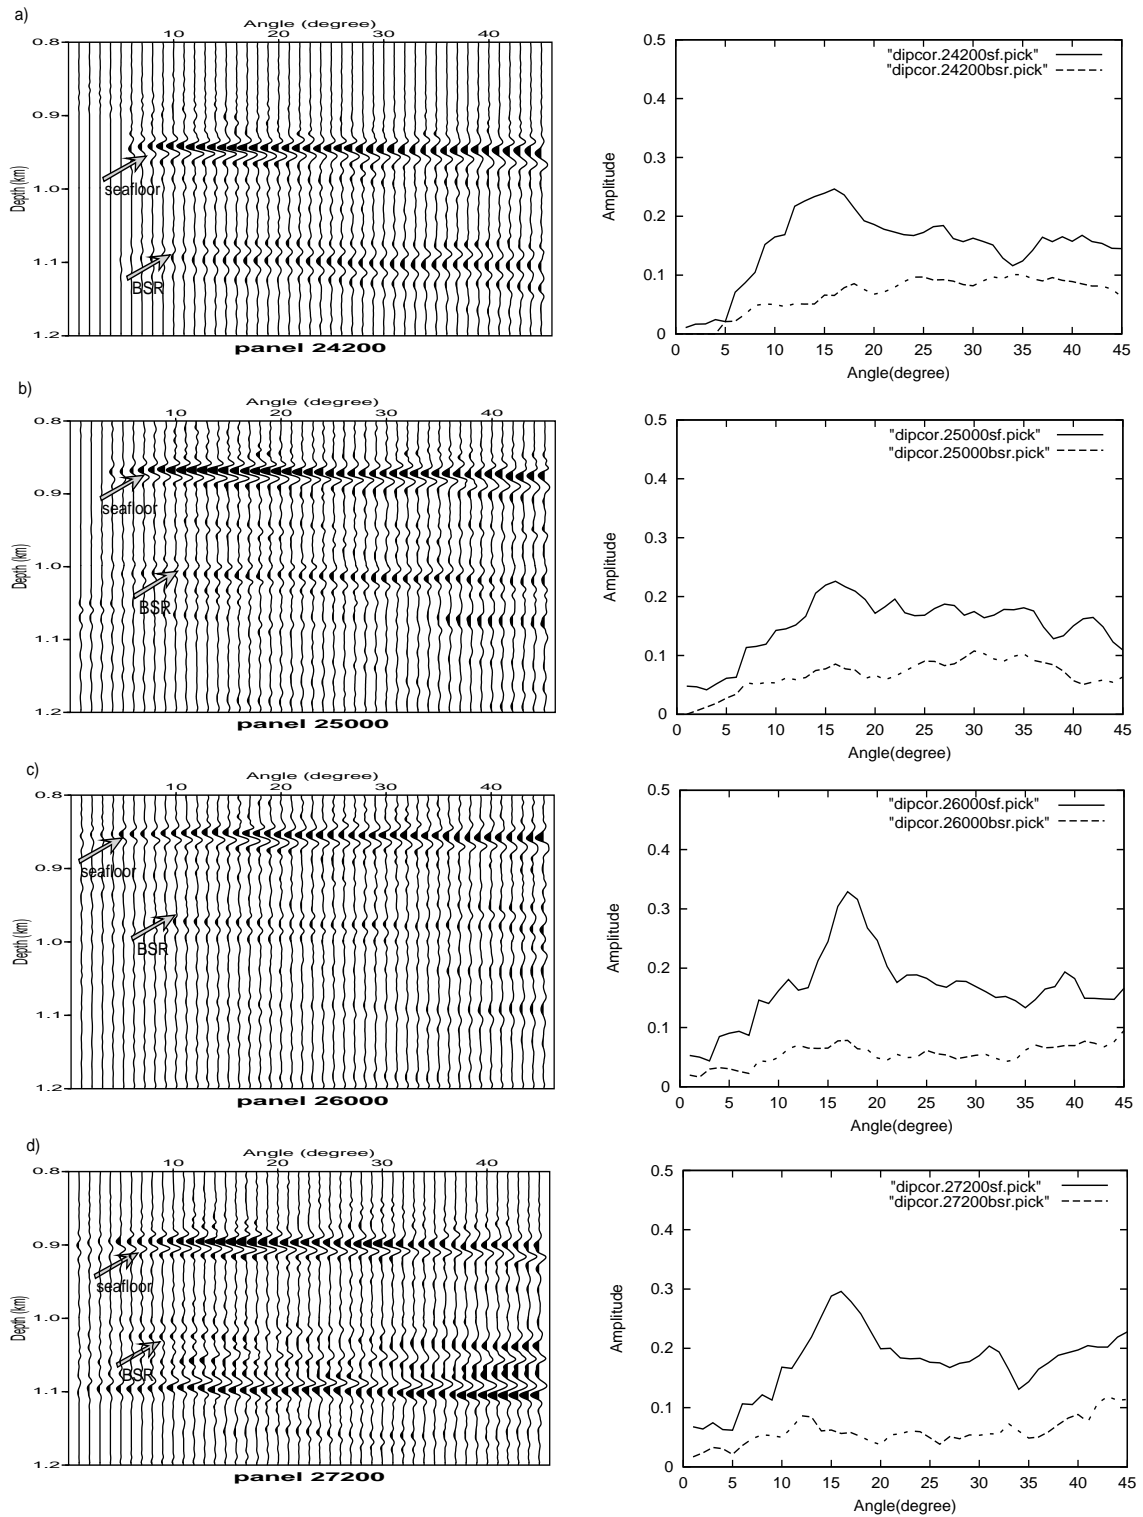 a)
Angle (degree)
10 20 30 40
0.8
0.9
1.0
1.1
1.2
Depth (km)
seafloor
BSR
panel 24200
0.5
0.4
0.3
0.2
0.1
0
Amplitude
"dipcor.24200sf.pick"
"dipcor.24200bsr.pick"
0 5 10 15 20 25 30 35 40 45
Angle(degree)
b)
Angle (degree)
10 20 30 40
0.8
0.9
1.0
1.1
1.2
Depth (km)
seafloor
BSR
panel 25000
0.5
0.4
0.3
0.2
0.1
0
Amplitude
"dipcor.25000sf.pick"
"dipcor.25000bsr.pick"
0 5 10 15 20 25 30 35 40 45
Angle(degree)
c)
Angle (degree)
10 20 30 40
0.8
0.9
1.0
1.1
1.2
Depth (km)
seafloor
BSR
panel 26000
0.5
0.4
0.3
0.2
0.1
0
Amplitude
"dipcor.26000sf.pick"
"dipcor.26000bsr.pick"
0 5 10 15 20 25 30 35 40 45
Angle(degree)
d)
Angle (degree)
10 20 30 40
0.8
0.9
1.0
1.1
1.2
Depth (km)
seafloor
BSR
panel 27200
0.5
0.4
0.3
0.2
0.1
0
Amplitude
"dipcor.27200sf.pick"
"dipcor.27200bsr.pick"
0 5 10 15 20 25 30 35 40 45
Angle(degree)